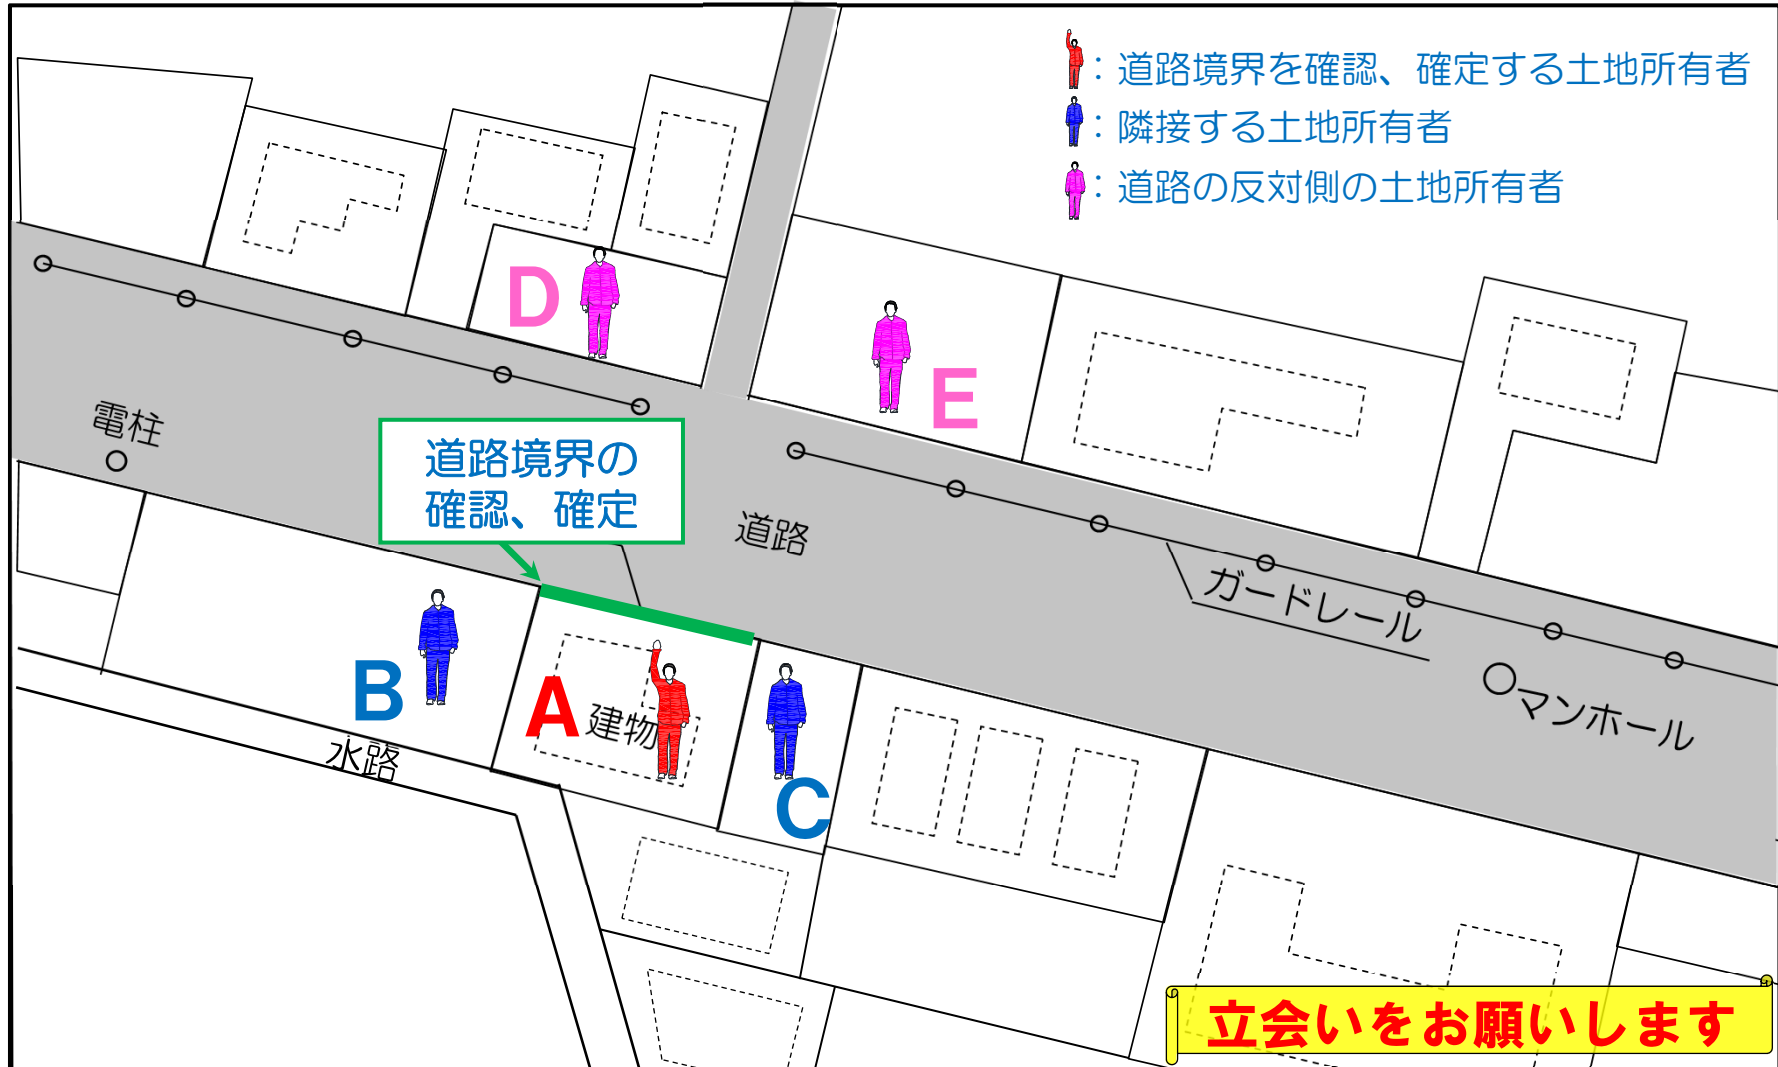 ：道路境界を確認、確定する土地所有者
：隣接する土地所有者
：道路の反対側の土地所有者
D
E
電柱
道路境界の
確認、確定
道路
ガードレール
マンホール
B
A
建物
C
水路
立会いをお願いします